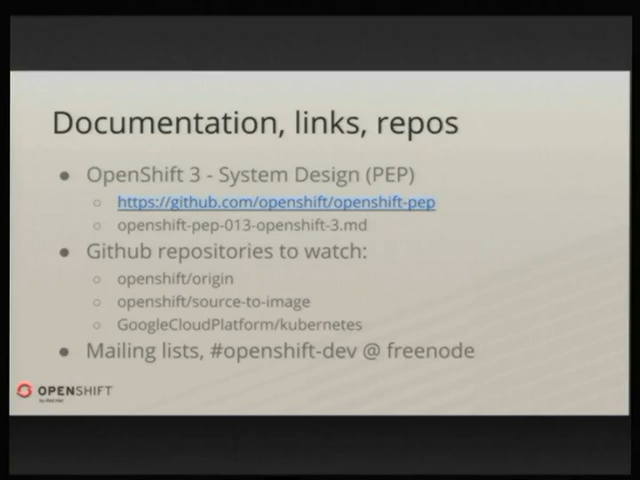 Documentation, links, repos
● OpenShift 3 - System Design (PEP)
○ https://github.com/openshift/openshift-pep
○ openshift-pep-013-openshift-3.md
● Github repositories to watch:
○ openshift/origin
○ openshift/source-to-image
○ GoogleCloudPlatform/kubernetes
● Mailing lists, #openshift-dev @ freenode
OPENSHIFT